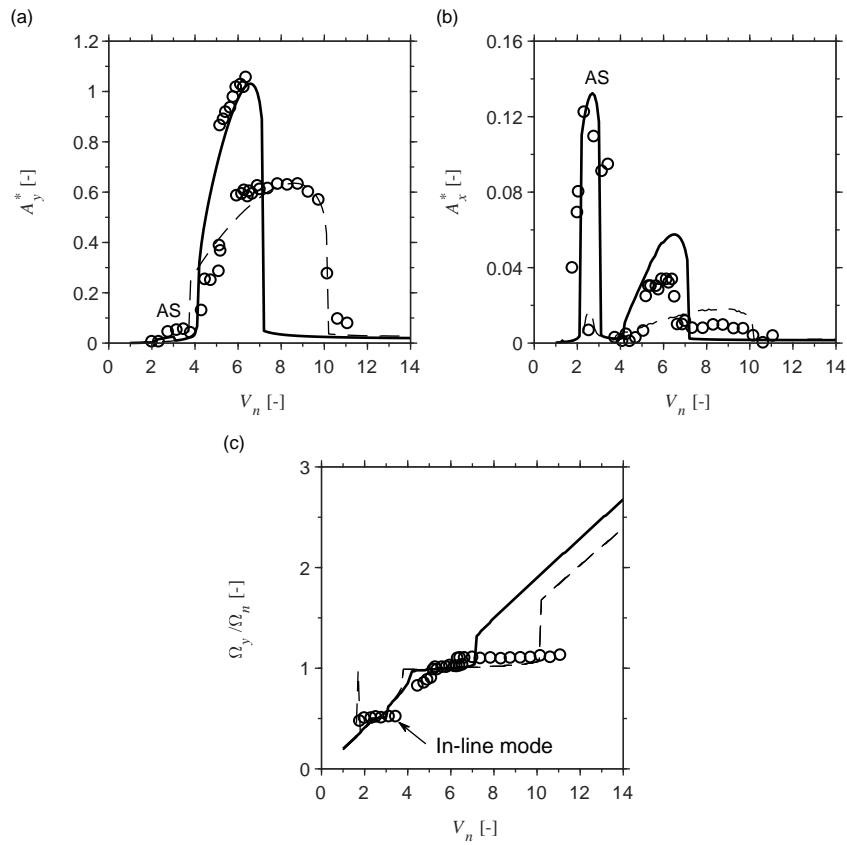 (a)
(b)
1.2
1
0.8
0.6
0.4
0.2
0
A*y [-]
AS
0 2 4 6 8 10 12 14
Vn [-]
0.16
0.12
0.08
0.04
0
A*x [-]
AS
0 2 4 6 8 10 12 14
Vn [-]
(c)
3
2
1
0
Ωy/Ωn [-]
In-line mode
0 2 4 6 8 10 12 14
Vn [-]